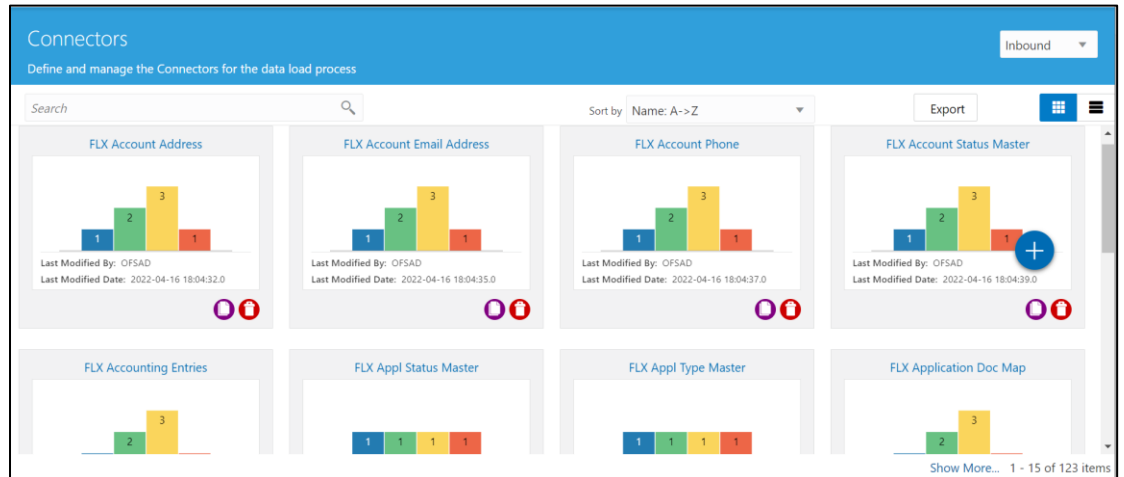 Connectors
Inbound
Define and manage the Connectors for the data load process
Search
Sort by Name: A->Z
Export
FLX Account Address
FLX Account Email Address
FLX Account Phone
FLX Account Status Master
3
2
1
1
3
2
1
1
3
2
1
1
3
2
1
1
Last Modified By: OFSAD
Last Modified Date: 2022-04-16 18:04:32.0
Last Modified By: OFSAD
Last Modified Date: 2022-04-16 18:04:35.0
Last Modified By: OFSAD
Last Modified Date: 2022-04-16 18:04:37.0
Last Modified By: OFSAD
Last Modified Date: 2022-04-16 18:04:39.0
FLX Accounting Entries
FLX Appl Status Master
FLX Appl Type Master
FLX Application Doc Map
3
2
1 1 1 1
1 1 1 1
3
2
Show More... 1 - 15 of 123 items